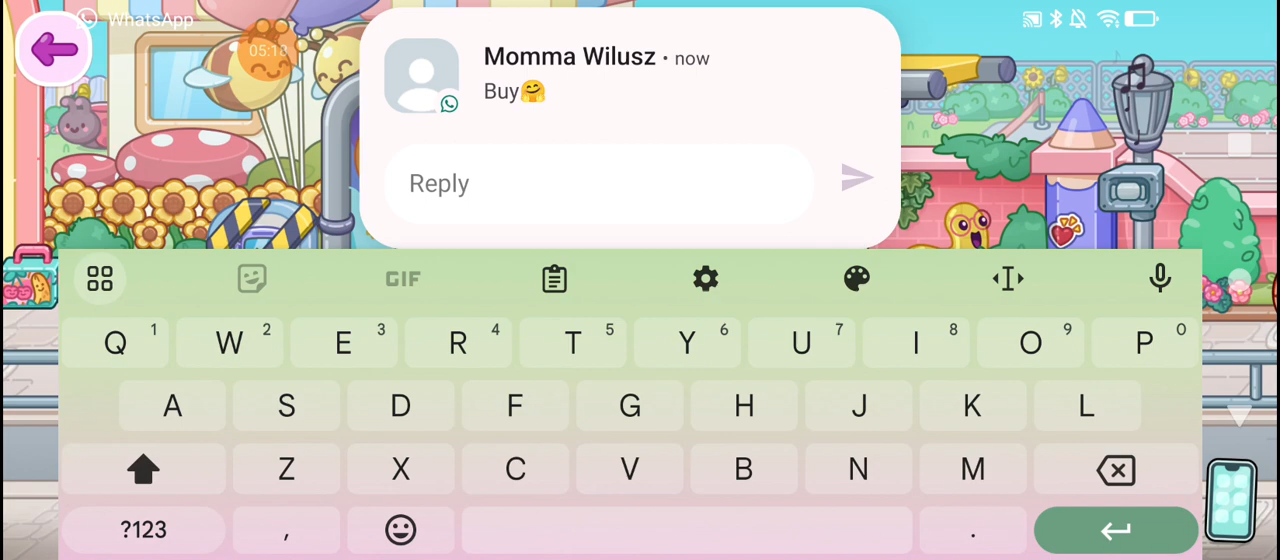 WhatsApp
05:18
Momma Wilusz • now
Buy🤗
Reply
GIF
Q 1 W 2 E 3 R 4 T 5 Y 6 U 7 I 8 O 9 P 0
A S D F G H J K L
Z X C V B N M
?123 , .